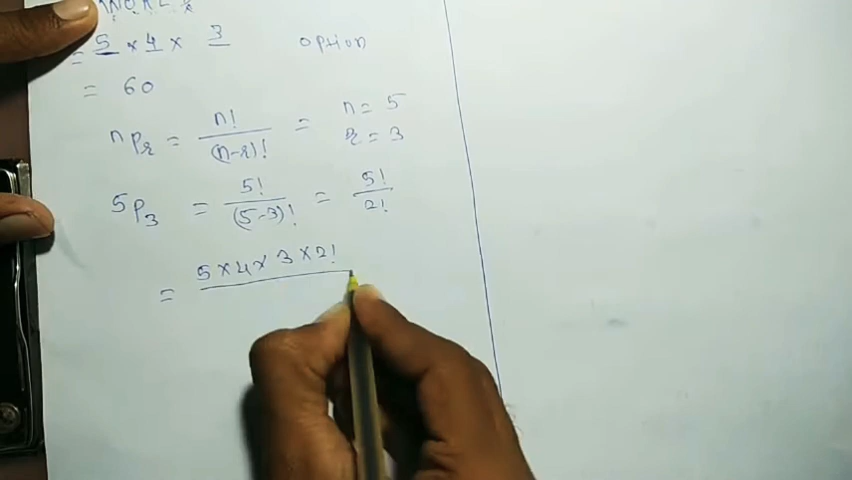 = 5 × 4 × 3 option
= 60
nPr = n!/(n-r)! = n = 5 r = 3
5P3 = 5!/(5-3)! = 5!/2!
= 5×4×3×2!